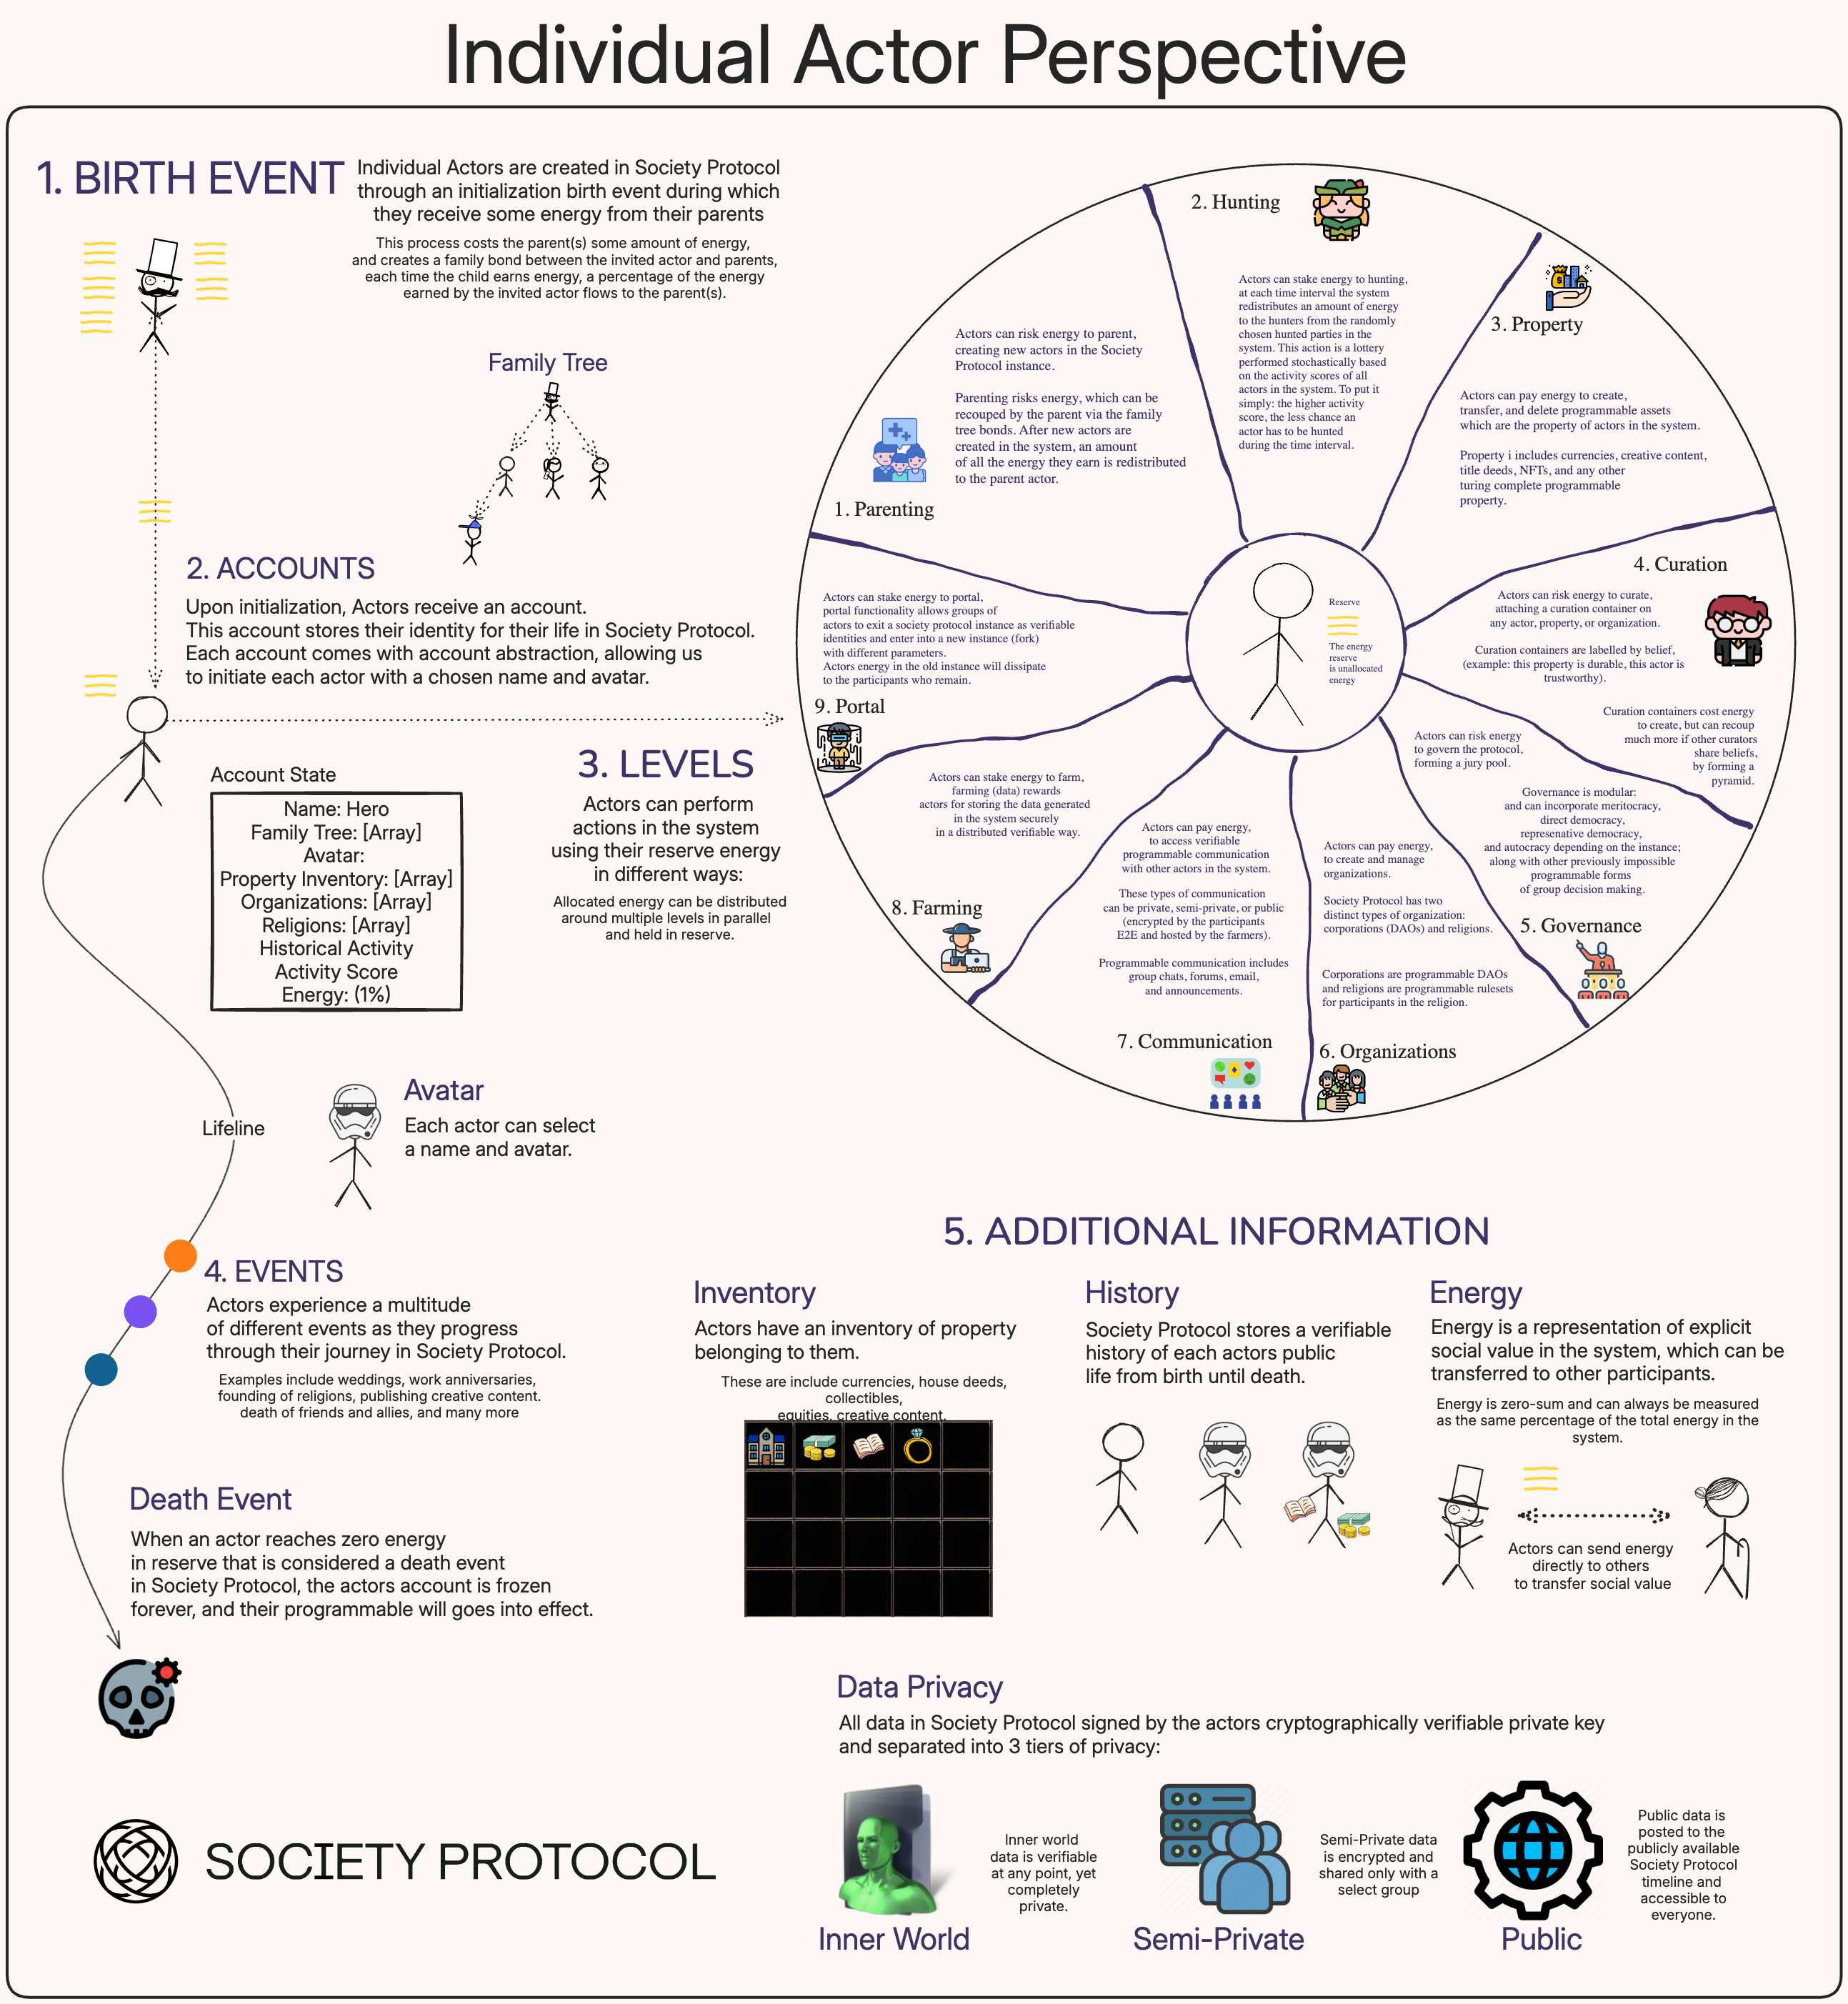 Individual Actor Perspective
1. BIRTH EVENT
Individual Actors are created in Society Protocol
through an initialization birth event during which
they receive some energy from their parents
This process costs the parent(s) some amount of energy,
and creates a family bond between the invited actor and parents,
each time the child earns energy, a percentage of the energy
earned by the invited actor flows to the parent(s).
Family Tree
2. ACCOUNTS
Upon initialization, Actors receive an account.
This account stores their identity for their life in Society Protocol.
Each account comes with account abstraction, allowing us
to initiate each actor with a chosen name and avatar.
Account State
Name: Hero
Family Tree: [Array]
Avatar:
Property Inventory: [Array]
Organizations: [Array]
Religions: [Array]
Historical Activity
Activity Score
Energy: (1%)
3. LEVELS
Actors can perform
actions in the system
using their reserve energy
in different ways:
Allocated energy can be distributed
around multiple levels in parallel
and held in reserve.
Reserve
The energy
reserve
is unallocated
energy
Actors can risk energy to parent,
creating new actors in the Society
Protocol instance.
Parenting risks energy, which can be
recouped by the parent via the family
tree bonds. After new actors are
created in the system, an amount
of all the energy they earn is redistributed
to the parent actor.
1. Parenting
2. Hunting
Actors can stake energy to hunting,
at each time interval the system
redistributes an amount of energy
to the hunters from the randomly
chosen hunted parties in the
system. This action is a lottery
performed stochastically based
on the activity scores of all
actors in the system. To put it
simply: the higher activity
score, the less chance an
actor has to be hunted
during the time interval.
3. Property
Actors can pay energy to create,
transfer, and delete programmable assets
which are the property of actors in the system.
Property i includes currencies, creative content,
title deeds, NFTs, and any other
turing complete programmable
property.
4. Curation
Actors can risk energy to curate,
attaching a curation container on
any actor, property, or organization.
Curation containers are labelled by belief,
(example: this property is durable, this actor is
trustworthy).
Curation containers cost energy
to create, but can recoup
much more if other curators
share beliefs,
by forming a
pyramid.
Actors can risk energy
to govern the protocol,
forming a jury pool.
Governance is modular:
and can incorporate meritocracy,
direct democracy,
represenative democracy,
and autocracy depending on the instance;
along with other previously impossible
programmable forms
of group decision making.
5. Governance
Actors can pay energy,
to create and manage
organizations.
Society Protocol has two
distinct types of organization:
corporations (DAOs) and religions.
Corporations are programmable DAOs
and religions are programmable rulesets
for participants in the religion.
6. Organizations
Actors can pay energy,
to access verifiable
programmable communication
with other actors in the system.
These types of communication
can be private, semi-private, or public
(encrypted by the participants
E2E and hosted by the farmers).
Programmable communication includes
group chats, forums, email,
and announcements.
7. Communication
Actors can stake energy to farm,
farming (data) rewards
actors for storing the data generated
in the system securely
in a distributed verifiable way.
8. Farming
Actors can stake energy to portal,
portal functionality allows groups of
actors to exit a society protocol instance as verifiable
identities and enter into a new instance (fork)
with different parameters.
Actors energy in the old instance will dissipate
to the participants who remain.
9. Portal
Avatar
Each actor can select
a name and avatar.
Lifeline
4. EVENTS
Actors experience a multitude
of different events as they progress
through their journey in Society Protocol.
Examples include weddings, work anniversaries,
founding of religions, publishing creative content.
death of friends and allies, and many more
Death Event
When an actor reaches zero energy
in reserve that is considered a death event
in Society Protocol, the actors account is frozen
forever, and their programmable will goes into effect.
5. ADDITIONAL INFORMATION
Inventory
Actors have an inventory of property
belonging to them.
These are include currencies, house deeds,
collectibles,
equities, creative content.
History
Society Protocol stores a verifiable
history of each actors public
life from birth until death.
Energy
Energy is a representation of explicit
social value in the system, which can be
transferred to other participants.
Energy is zero-sum and can always be measured
as the same percentage of the total energy in the
system.
Actors can send energy
directly to others
to transfer social value
Data Privacy
All data in Society Protocol signed by the actors cryptographically verifiable private key
and separated into 3 tiers of privacy:
Inner world
data is verifiable
at any point, yet
completely
private.
Inner World
Semi-Private data
is encrypted and
shared only with a
select group
Semi-Private
Public data is
posted to the
publicly available
Society Protocol
timeline and
accessible to
everyone.
Public
SOCIETY PROTOCOL